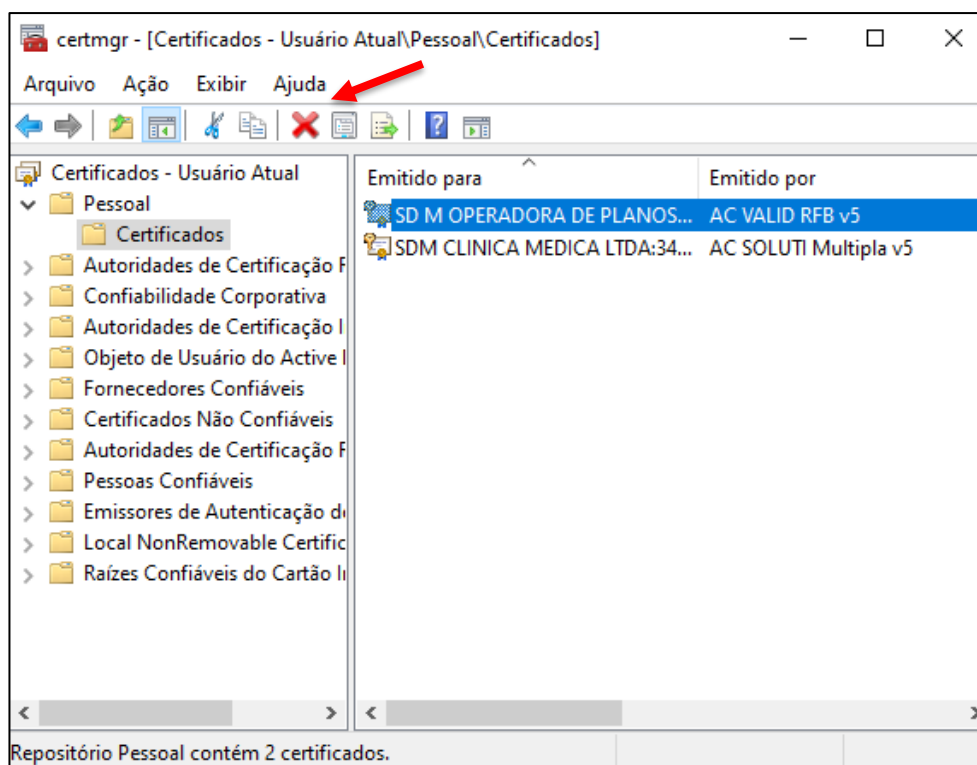 certmgr - [Certificados - Usuário Atual\Pessoal\Certificados]
Arquivo Ação Exibir Ajuda
Certificados - Usuário Atual
Pessoal
Certificados
Autoridades de Certificação F
Confiabilidade Corporativa
Autoridades de Certificação I
Objeto de Usuário do Active I
Fornecedores Confiáveis
Certificados Não Confiáveis
Autoridades de Certificação F
Pessoas Confiáveis
Emissores de Autenticação d
Local NonRemovable Certific
Raízes Confiáveis do Cartão I
Emitido para Emitido por
SD M OPERADORA DE PLANOS... AC VALID RFB v5
SDM CLINICA MEDICA LTDA:34... AC SOLUTI Multipla v5
Repositório Pessoal contém 2 certificados.